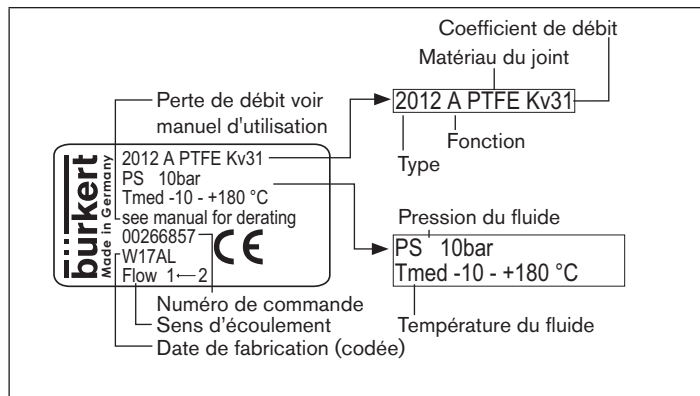 Coefficient de débit
Matériau du joint
2012 A PTFE Kv31
Fonction
Type
Perte de débit voir
manuel d'utilisation
bürkert
Made in Germany
2012 A PTFE Kv31
PS 10bar
Tmed -10 - +180 °C
see manual for derating
00266857
W17AL
Flow 1←2
CE
Pression du fluide
PS 10bar
Tmed -10 - +180 °C
Température du fluide
Numéro de commande
Sens d'écoulement
Date de fabrication (codée)